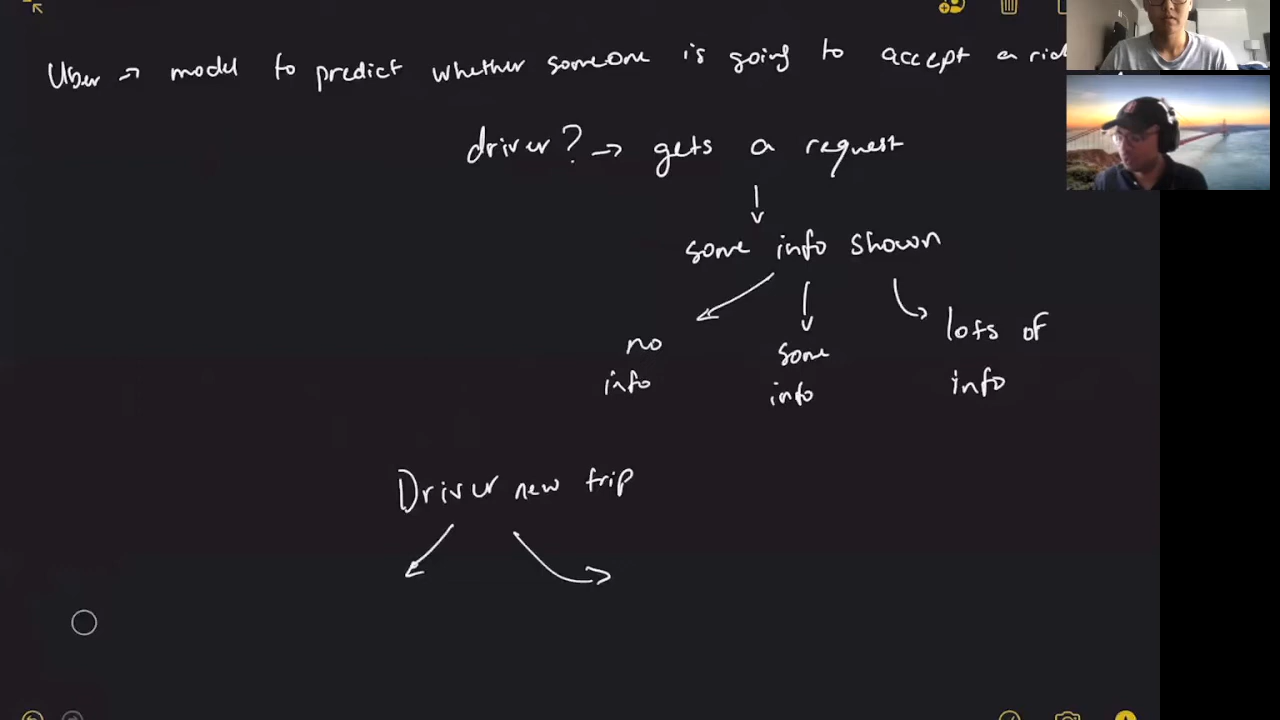 Uber → model to predict whether someone is going to accept a rid
driver? → gets a request
some info shown
no info
some info
lots of info
Driver new trip